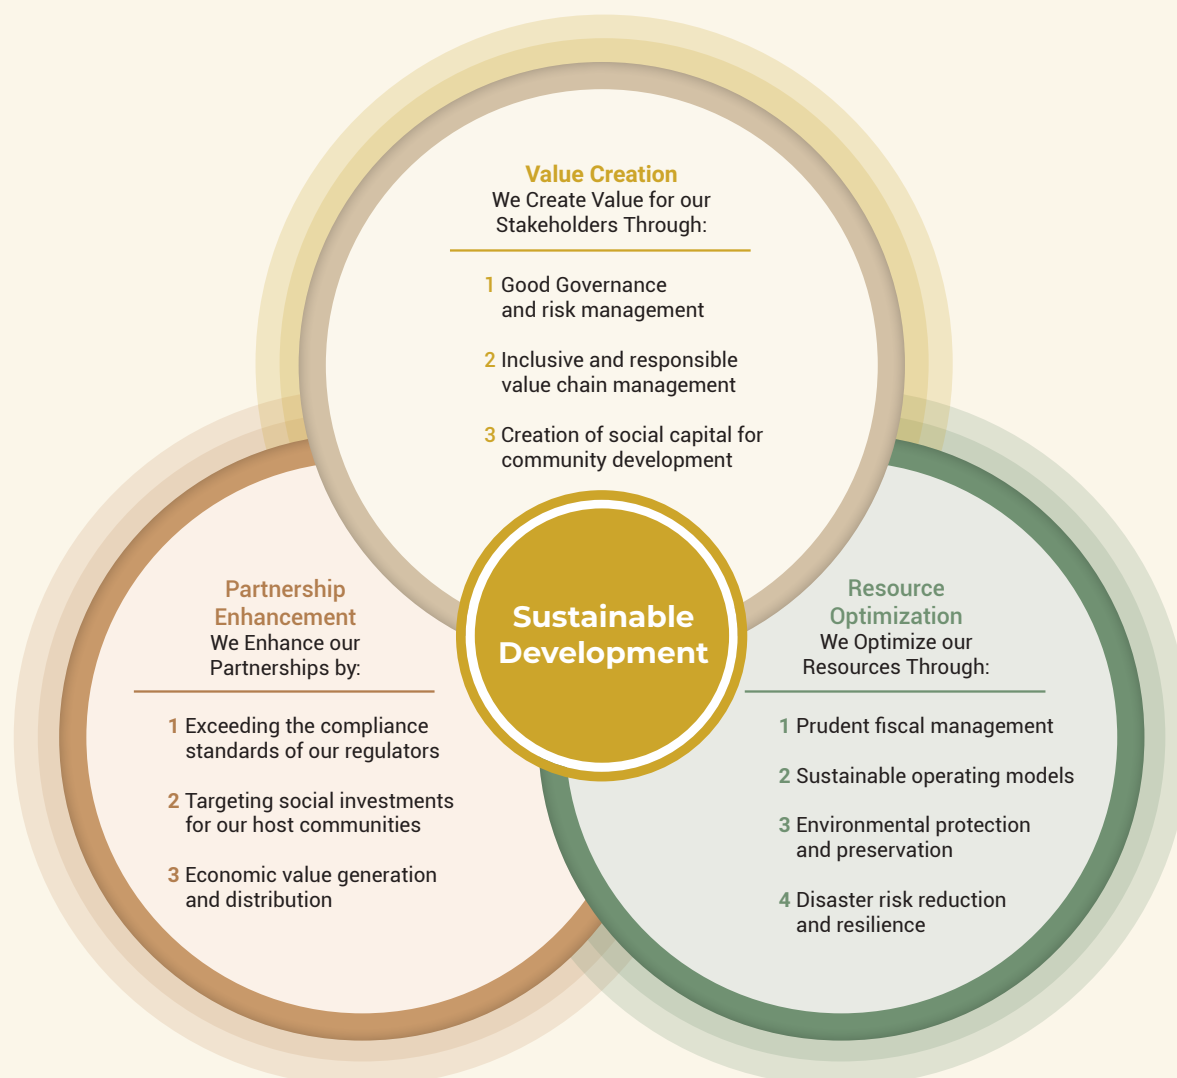 Value Creation
We Create Value for our
Stakeholders Through:
1 Good Governance
and risk management
2 Inclusive and responsible
value chain management
3 Creation of social capital for
community development
Sustainable
Development
Partnership
Enhancement
We Enhance our
Partnerships by:
1 Exceeding the compliance
standards of our regulators
2 Targeting social investments
for our host communities
3 Economic value generation
and distribution
Resource
Optimization
We Optimize our
Resources Through:
1 Prudent fiscal management
2 Sustainable operating models
3 Environmental protection
and preservation
4 Disaster risk reduction
and resilience